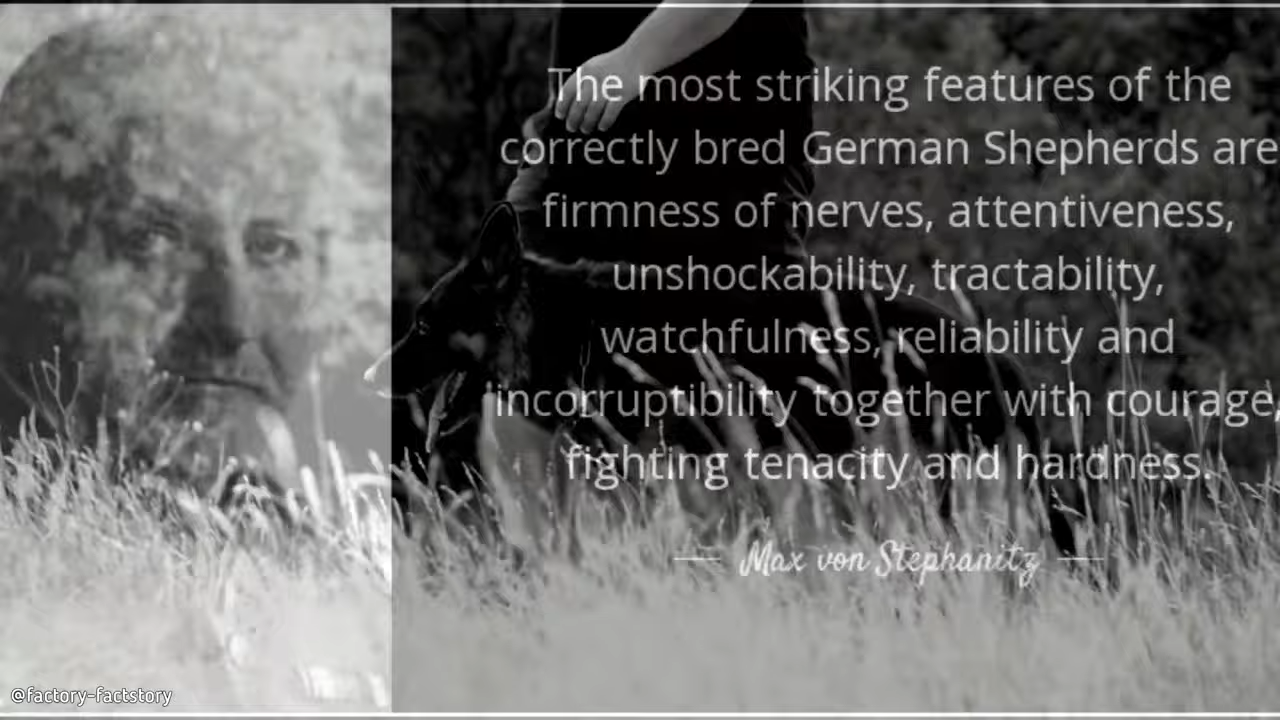 The most striking features of the
correctly bred German Shepherds are
firmness of nerves, attentiveness,
unshockability, tractability,
watchfulness, reliability and
incorruptibility together with courage,
fighting tenacity and hardness.
— Max von Stephanitz —
@factory-factstory